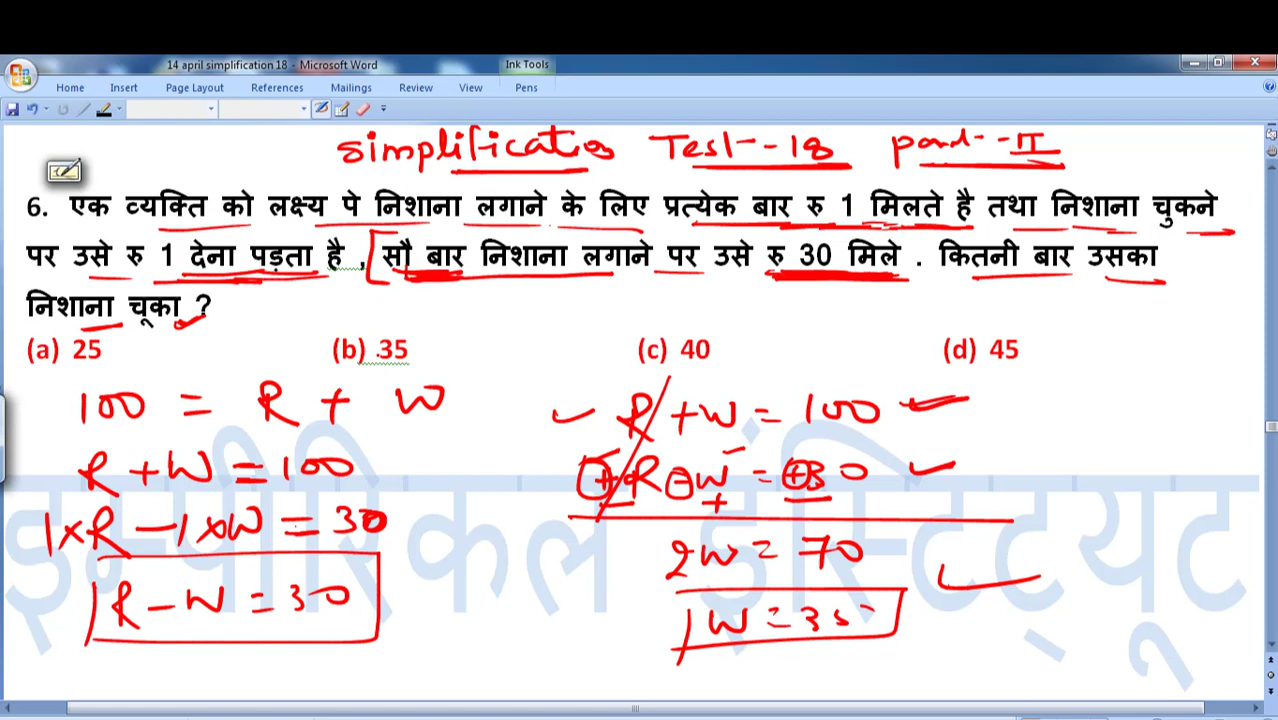 14 april simplification 18 - Microsoft Word
Ink Tools
Home Insert Page Layout References Mailings Review View Pens
simplification Test--18 part--II
6. एक व्यक्ति को लक्ष्य पे निशाना लगाने के लिए प्रत्येक बार रु 1 मिलते है तथा निशाना चुकने
पर उसे रु 1 देना पड़ता है , सौ बार निशाना लगाने पर उसे रु 30 मिले . कितनी बार उसका
निशाना चूका ?
(a) 25 (b) .35 (c) 40 (d) 45
100 = R + W
R + W = 100
1×R - 1×W = 30
R - W = 30
R + W = 100
+R - W = +30
- + -
2W = 70
W = 35
इम्पीरिकल इंस्टिट्यूट